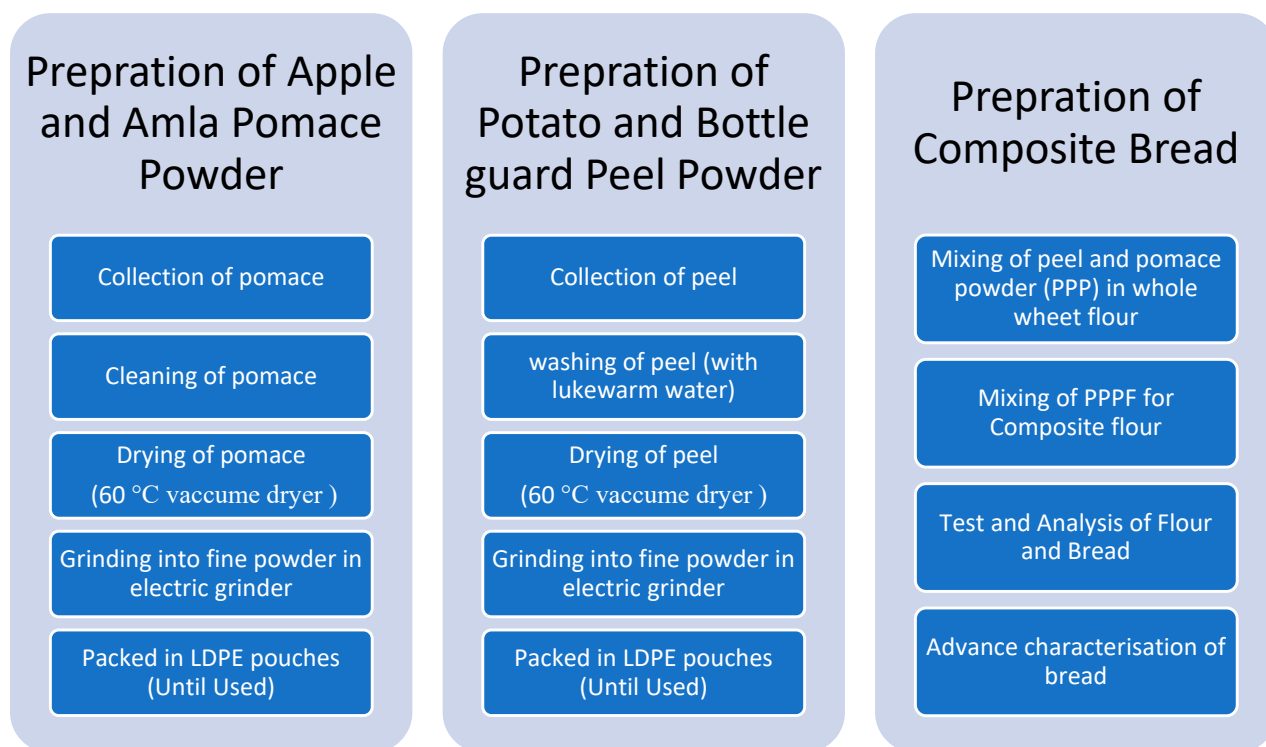 Prepration of Apple
and Amla Pomace
Powder
Collection of pomace
Cleaning of pomace
Drying of pomace
(60 °C vaccume dryer )
Grinding into fine powder in
electric grinder
Packed in LDPE pouches
(Until Used)
Prepration of
Potato and Bottle
guard Peel Powder
Collection of peel
washing of peel (with
lukewarm water)
Drying of peel
(60 °C vaccume dryer )
Grinding into fine powder in
electric grinder
Packed in LDPE pouches
(Until Used)
Prepration of
Composite Bread
Mixing of peel and pomace
powder (PPP) in whole
wheet flour
Mixing of PPPF for
Composite flour
Test and Analysis of Flour
and Bread
Advance characterisation of
bread